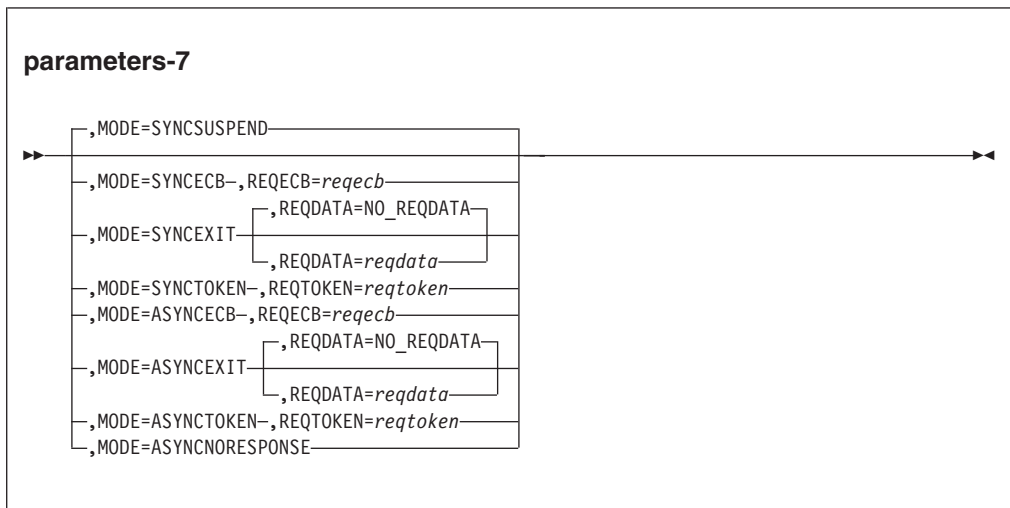 parameters-7
,MODE=SYNCSUSPEND
,MODE=SYNCECB ,REQECB=reqecb
,REQDATA=NO_REQDATA
,MODE=SYNCEXIT
,REQDATA=reqdata
,MODE=SYNCTOKEN ,REQTOKEN=reqtoken
,MODE=ASYNCECB ,REQECB=reqecb
,REQDATA=NO_REQDATA
,MODE=ASYNCEXIT
,REQDATA=reqdata
,MODE=ASYNCTOKEN ,REQTOKEN=reqtoken
,MODE=ASYNCNORESPONSE